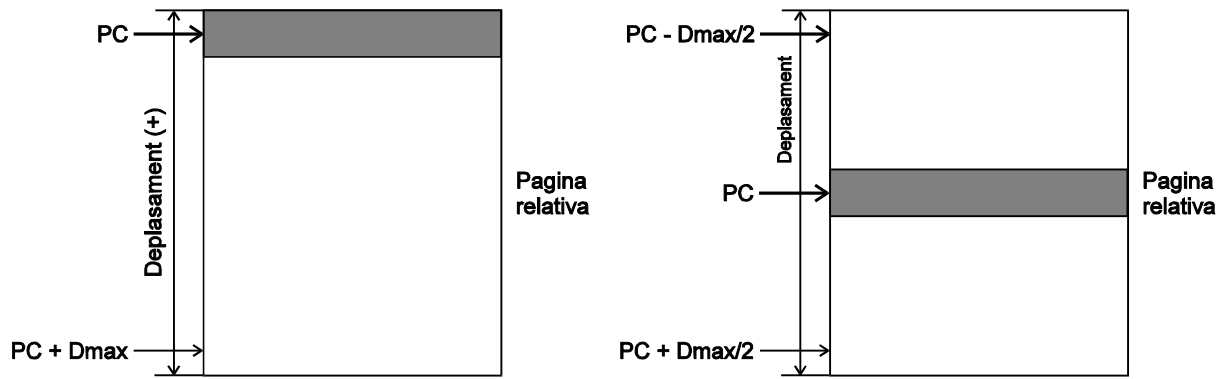 PC
Deplasament (+)
Pagina
relativa
PC + Dmax
PC - Dmax/2
Deplasament
PC
Pagina
relativa
PC + Dmax/2